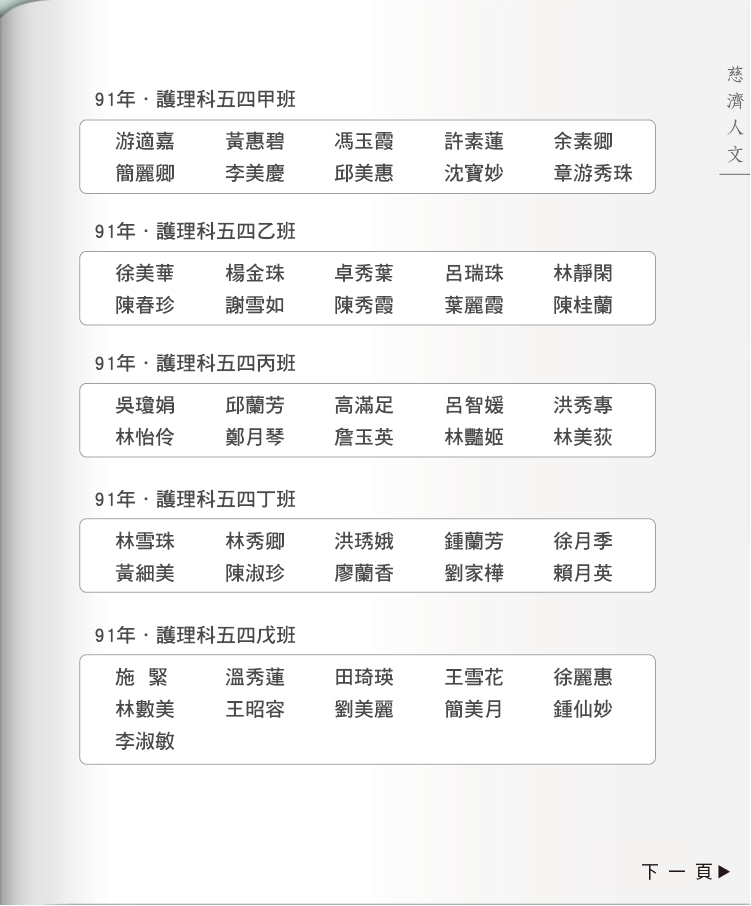 慈濟人文
91年·護理科五四甲班
游適嘉 黃惠碧 馮玉霞 許素蓮 余素卿
簡麗卿 李美慶 邱美惠 沈寶妙 章游秀珠
91年·護理科五四乙班
徐美華 楊金珠 卓秀葉 呂瑞珠 林靜閑
陳春珍 謝雪如 陳秀霞 葉麗霞 陳桂蘭
91年·護理科五四丙班
吳瓊娟 邱蘭芳 高滿足 呂智媛 洪秀專
林怡伶 鄭月琴 詹玉英 林豔姬 林美荻
91年·護理科五四丁班
林雪珠 林秀卿 洪琇娥 鍾蘭芳 徐月季
黃細美 陳淑珍 廖蘭香 劉家樺 賴月英
91年·護理科五四戊班
施 緊 溫秀蓮 田琦瑛 王雪花 徐麗惠
林數美 王昭容 劉美麗 簡美月 鍾仙妙
李淑敏
下一頁▶